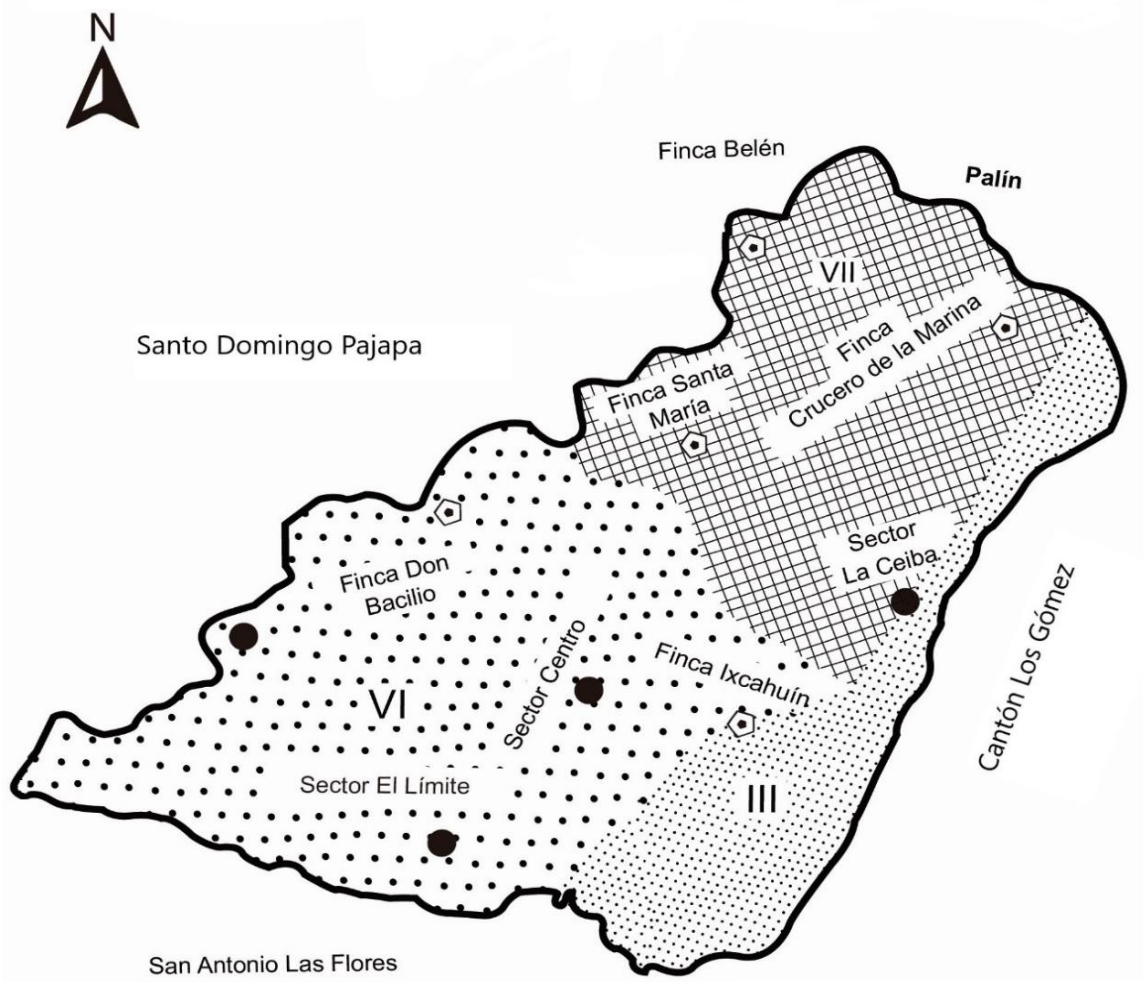 N
Finca Belén
Palín
VII
Santo Domingo Pajapa
Finca
Crucero de la Marina
Finca Santa
María
Sector
La Ceiba
Finca Don
Bacilio
Cantón Los Gómez
Sector Centro
Finca Ixcahuín
VI
Sector El Límite
III
San Antonio Las Flores